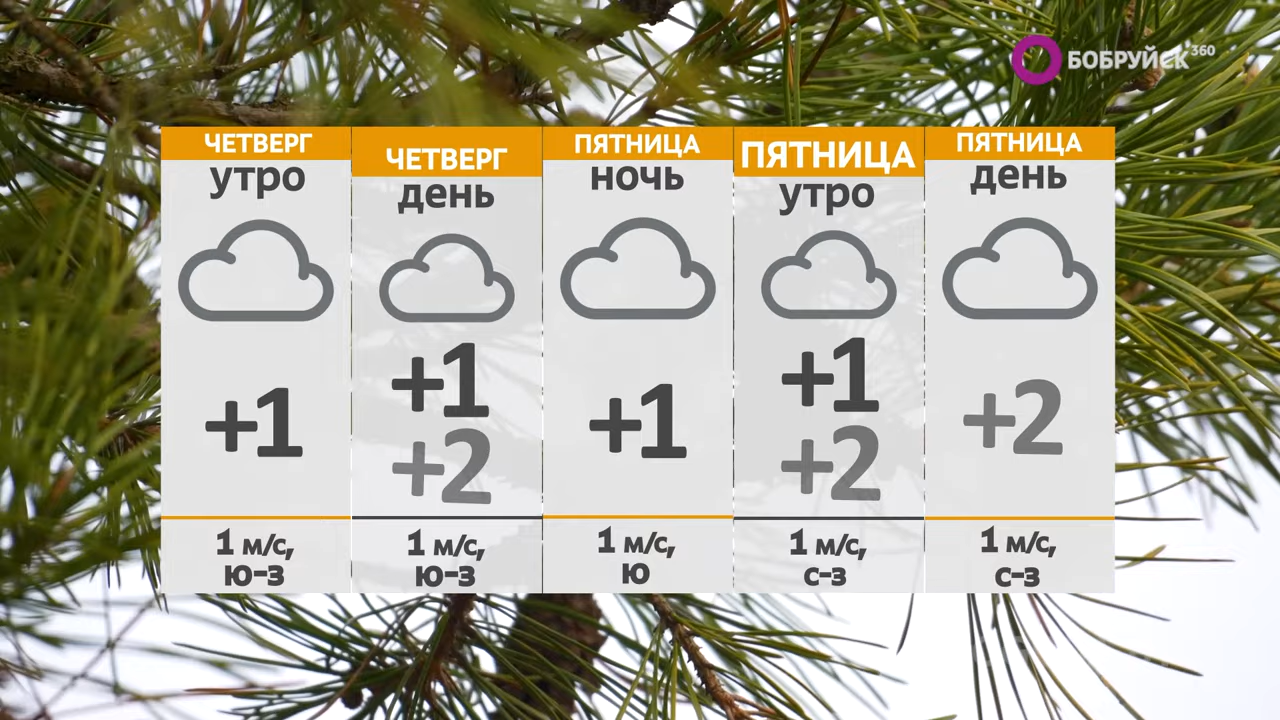 БОБРУЙСК 360
ЧЕТВЕРГ
утро
+1
1 м/с,
ю-з
ЧЕТВЕРГ
день
+1
+2
1 м/с,
ю-з
ПЯТНИЦА
ночь
+1
1 м/с,
ю
ПЯТНИЦА
утро
+1
+2
1 м/с,
с-з
ПЯТНИЦА
день
+2
1 м/с,
с-з